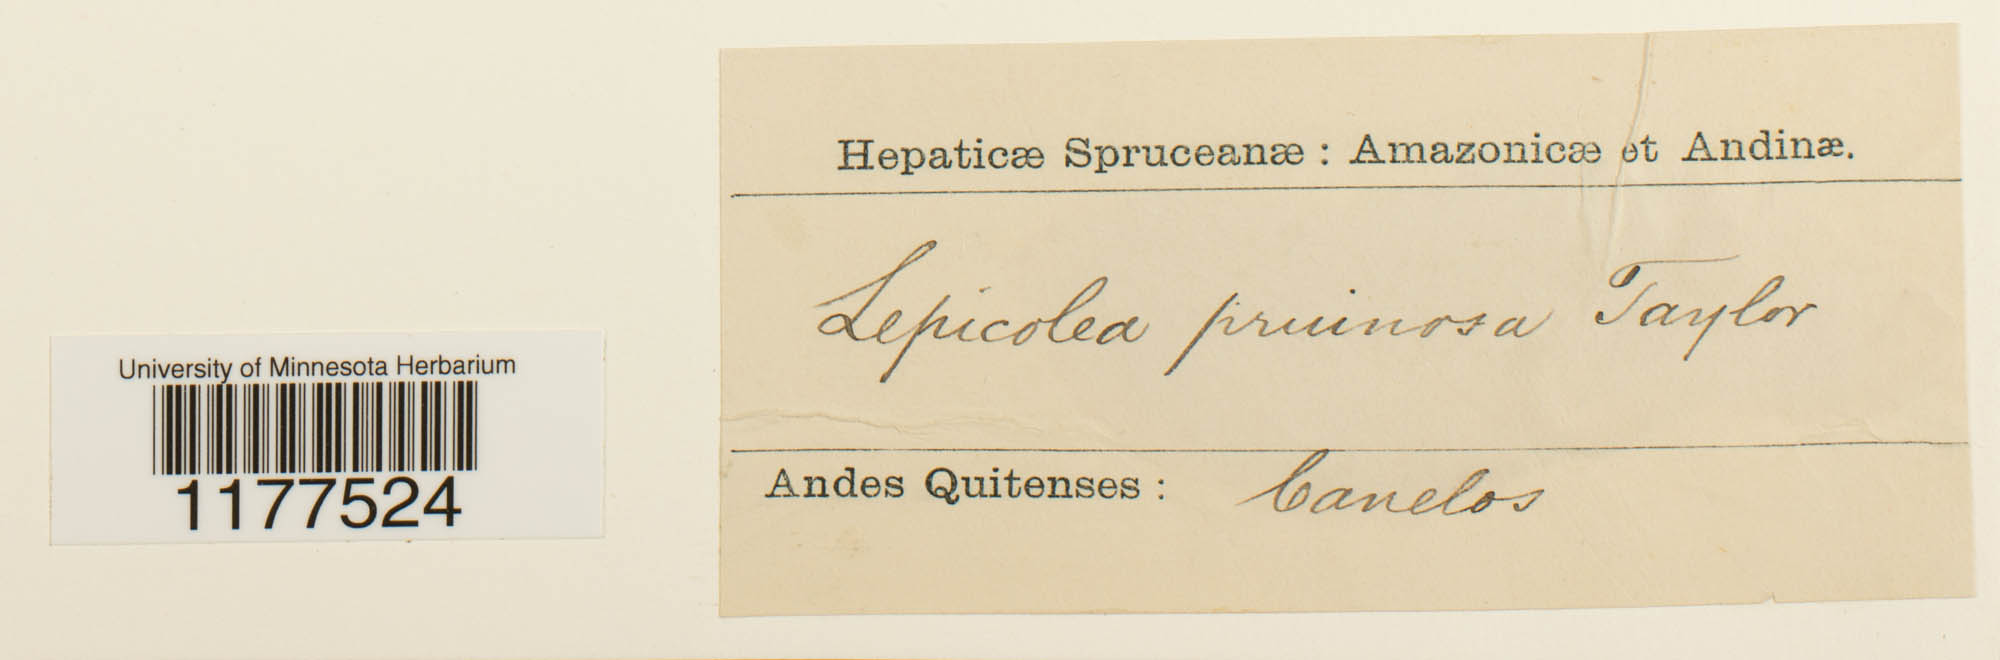 Hepaticæ Spruceanæ : Amazonicæ et Andinæ.
Lepicolea pruinosa Taylor
Andes Quitenses : Canelos
University of Minnesota Herbarium
1177524